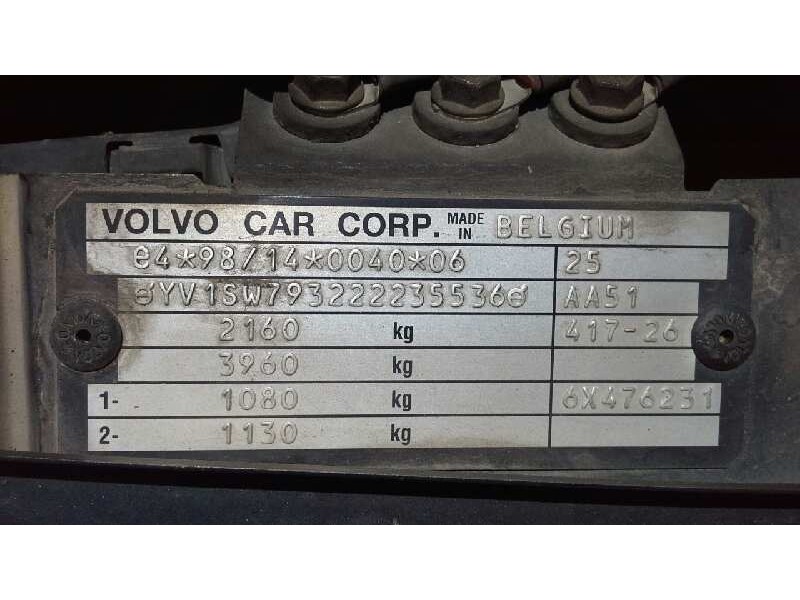 VOLVO CAR CORP. MADE IN BELGIUM
e4*98/14*0040*06 25
YV1SW793222235536 AA51
2160 kg 417-26
3960 kg
1- 1080 kg 6X476231
2- 1130 kg